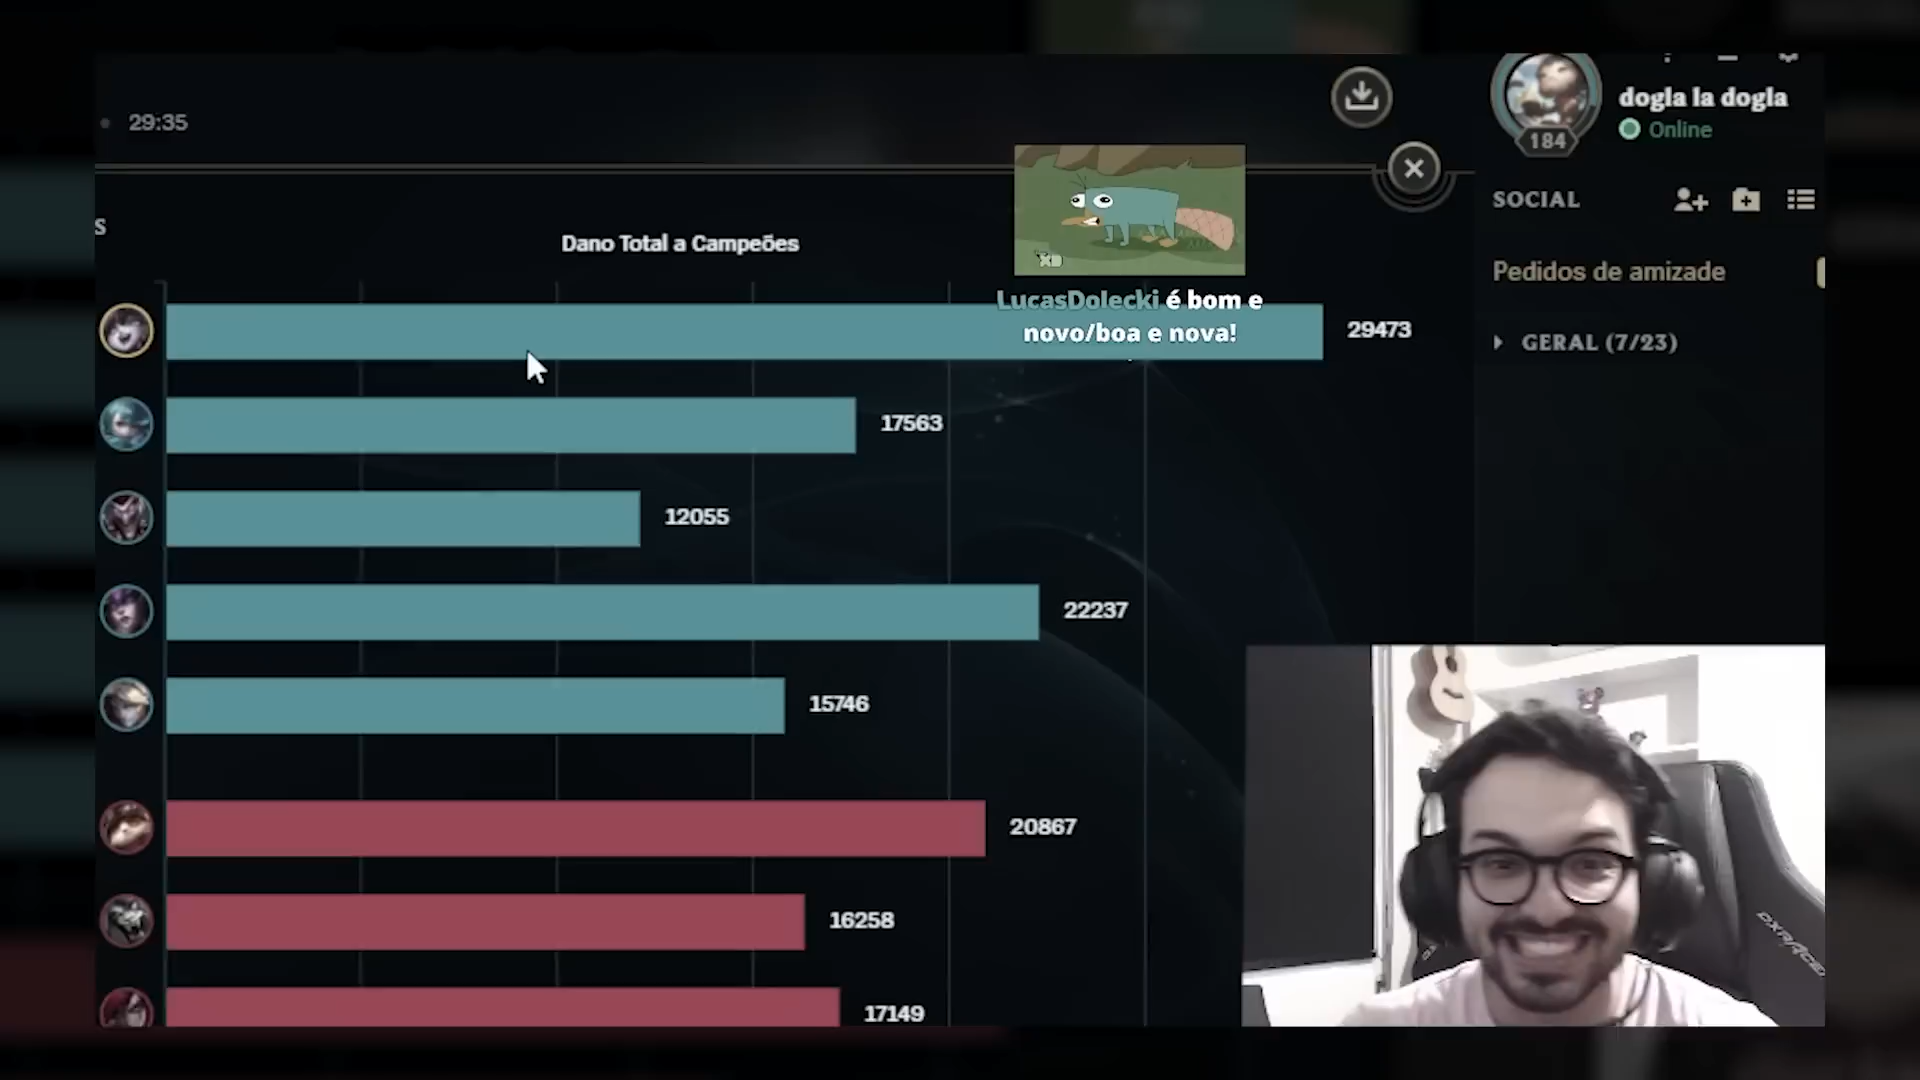 29:35
dogla la dogla
184
Online
S
SOCIAL
Dano Total a Campeões
Pedidos de amizade
LucasDolecki é bom e
novo/boa e nova!
29473
GERAL (7/23)
17563
12055
22237
15746
20867
16258
17149
DXRACER